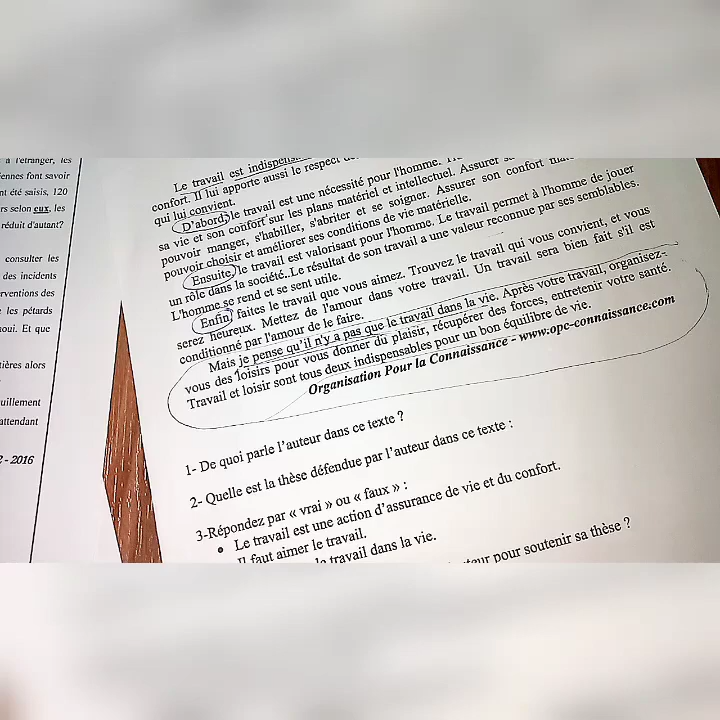 a l'étranger, les
iennes font savoir
nt été saisis, 120
rs selon eux, les
réduit d'autant?
consulter les
des incidents
rventions des
les pétards
noui. Et que
tières alors
uillement
attendant
2 - 2016
Le travail est
confort. Il lui apporte aussi le respect
qui lui convient.
D'abord, le travail est une nécessité pour l'homme.
sa vie et son confort sur les plans matériel et intellectuel. Assurer
pouvoir manger, s'habiller, s'abriter et se soigner. Assurer son confort
pouvoir choisir et améliorer ses conditions de vie matérielle.
Ensuite, le travail est valorisant pour l'homme. Le travail permet à l'homme de jouer
un rôle dans la société. Le résultat de son travail a une valeur reconnue par ses semblables.
L'homme se rend et se sent utile.
Enfin, faites le travail que vous aimez. Trouvez le travail qui vous convient, et vous
serez heureux. Mettez de l'amour dans votre travail. Un travail sera bien fait s'il est
conditionné par l'amour de le faire.
Mais je pense qu'il n'y a pas que le travail dans la vie. Après votre travail, organisez-
vous des loisirs pour vous donner du plaisir, récupérer des forces, entretenir votre santé.
Travail et loisir sont tous deux indispensables pour un bon équilibre de vie.
Organisation Pour la Connaissance - www.opc-connaissance.com
1- De quoi parle l'auteur dans ce texte ?
2- Quelle est la thèse défendue par l'auteur dans ce texte :
3-Répondez par « vrai » ou « faux » :
• Le travail est une action d'assurance de vie et du confort.
Il faut aimer le travail.
travail dans la vie.
pour soutenir sa thèse ?